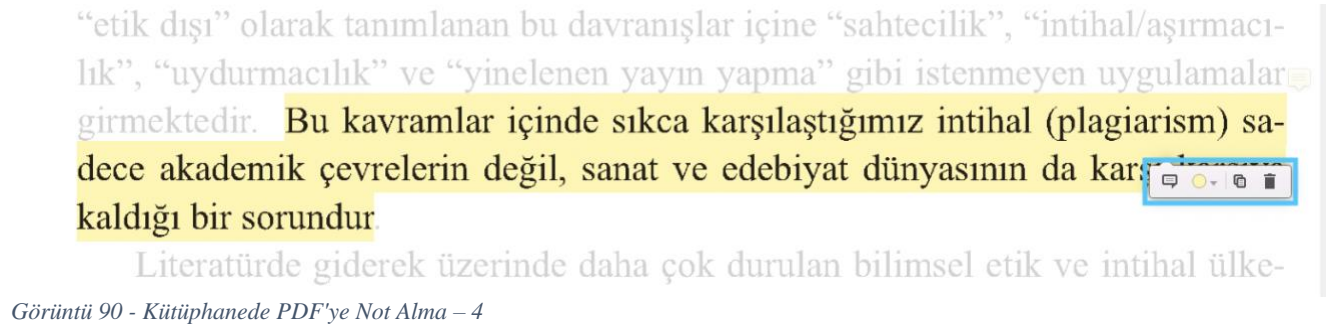 “etik dışı” olarak tanımlanan bu davranışlar içine “sahtecilik”, “intihal/aşırmacı-
lık”, “uydurmacılık” ve “yinelenen yayın yapma” gibi istenmeyen uygulamalar
girmektedir. Bu kavramlar içinde sıkca karşılaştığımız intihal (plagiarism) sa-
dece akademik çevrelerin değil, sanat ve edebiyat dünyasının da karşı karşıya
kaldığı bir sorundur.
Literatürde giderek üzerinde daha çok durulan bilimsel etik ve intihal ülke-
Görüntü 90 - Kütüphanede PDF'ye Not Alma – 4